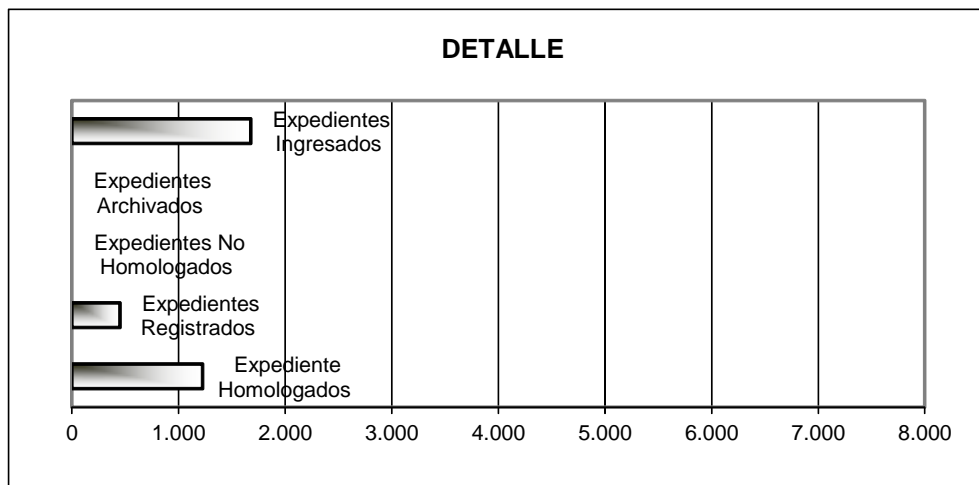 DETALLE
Expedientes
Ingresados
Expedientes
Archivados
Expedientes No
Homologados
Expedientes
Registrados
Expediente
Homologados
0 1.000 2.000 3.000 4.000 5.000 6.000 7.000 8.000